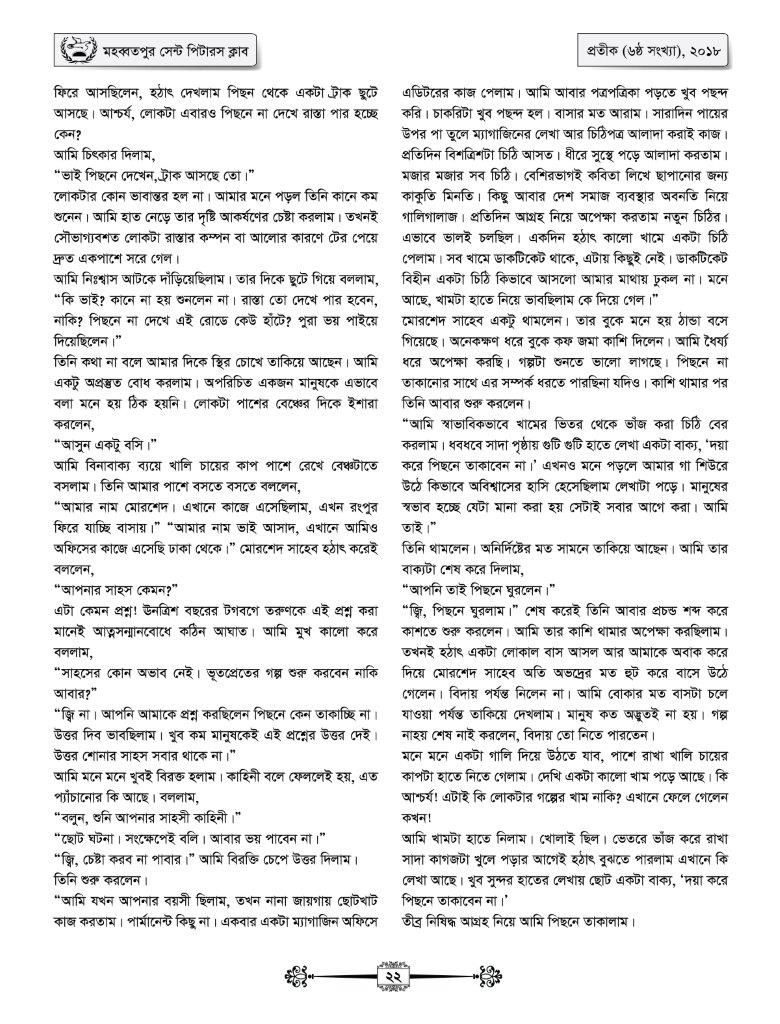 মহব্বতপুর সেন্ট পিটারস ক্লাব
প্রতীক (৬ষ্ঠ সংখ্যা), ২০১৮
ফিরে আসছিলেন, হঠাৎ দেখলাম পিছন থেকে একটা ট্রাক ছুটে
আসছে। আশ্চর্য, লোকটা এবারও পিছনে না দেখে রাস্তা পার হচ্ছে
কেন?
আমি চিৎকার দিলাম,
“ভাই পিছনে দেখেন, ট্রাক আসছে তো।”
লোকটার কোন ভাবান্তর হল না। আমার মনে পড়ল তিনি কানে কম
শুনেন। আমি হাত নেড়ে তার দৃষ্টি আকর্ষণের চেষ্টা করলাম। তখনই
সৌভাগ্যবশত লোকটা রাস্তার কম্পন বা আলোর কারণে টের পেয়ে
দ্রুত একপাশে সরে গেল।
আমি নিঃশ্বাস আটকে দাঁড়িয়েছিলাম। তার দিকে ছুটে গিয়ে বললাম,
“কি ভাই? কানে না হয় শুনলেন না। রাস্তা তো দেখে পার হবেন,
নাকি? পিছনে না দেখে এই রোডে কেউ হাঁটে? পুরা ভয় পাইয়ে
দিয়েছিলেন।”
তিনি কথা না বলে আমার দিকে স্থির চোখে তাকিয়ে আছেন। আমি
একটু অপ্রস্তুত বোধ করলাম। অপরিচিত একজন মানুষকে এভাবে
বলা মনে হয় ঠিক হয়নি। লোকটা পাশের বেঞ্চের দিকে ইশারা
করলেন,
“আসুন একটু বসি।”
আমি বিনাবাক্য ব্যয়ে খালি চায়ের কাপ পাশে রেখে বেঞ্চটাতে
বসলাম। তিনি আমার পাশে বসতে বসতে বললেন,
“আমার নাম মোরশেদ। এখানে কাজে এসেছিলাম, এখন রংপুর
ফিরে যাচ্ছি বাসায়।” “আমার নাম ভাই আসাদ, এখানে আমিও
অফিসের কাজে এসেছি ঢাকা থেকে।” মোরশেদ সাহেব হঠাৎ করেই
বললেন,
“আপনার সাহস কেমন?”
এটা কেমন প্রশ্ন! ঊনত্রিশ বছরের টগবগে তরুণকে এই প্রশ্ন করা
মানেই আত্নসন্মানবোধে কঠিন আঘাত। আমি মুখ কালো করে
বললাম,
“সাহসের কোন অভাব নেই। ভূতপ্রেতের গল্প শুরু করবেন নাকি
আবার?”
“জ্বি না। আপনি আমাকে প্রশ্ন করছিলেন পিছনে কেন তাকাচ্ছি না।
উত্তর দিব ভাবছিলাম। খুব কম মানুষকেই এই প্রশ্নের উত্তর দেই।
উত্তর শোনার সাহস সবার থাকে না।”
আমি মনে মনে খুবই বিরক্ত হলাম। কাহিনী বলে ফেললেই হয়, এত
প্যাঁচানোর কি আছে। বললাম,
“বলুন, শুনি আপনার সাহসী কাহিনী।”
“ছোট ঘটনা। সংক্ষেপেই বলি। আবার ভয় পাবেন না।”
“জ্বি, চেষ্টা করব না পাবার।” আমি বিরক্তি চেপে উত্তর দিলাম।
তিনি শুরু করলেন।
“আমি যখন আপনার বয়সী ছিলাম, তখন নানা জায়গায় ছোটখাট
কাজ করতাম। পার্মানেন্ট কিছু না। একবার একটা ম্যাগাজিন অফিসে
এডিটরের কাজ পেলাম। আমি আবার পত্রপত্রিকা পড়তে খুব পছন্দ
করি। চাকরিটা খুব পছন্দ হল। বাসার মত আরাম। সারাদিন পায়ের
উপর পা তুলে ম্যাগাজিনের লেখা আর চিঠিপত্র আলাদা করাই কাজ।
প্রতিদিন বিশত্রিশটা চিঠি আসত। ধীরে সুস্থে পড়ে আলাদা করতাম।
মজার মজার সব চিঠি। বেশিরভাগই কবিতা লিখে ছাপানোর জন্য
কাকুতি মিনতি। কিছু আবার দেশ সমাজ ব্যবস্থার অবনতি নিয়ে
গালিগালাজ। প্রতিদিন আগ্রহ নিয়ে অপেক্ষা করতাম নতুন চিঠির।
এভাবে ভালই চলছিল। একদিন হঠাৎ কালো খামে একটা চিঠি
পেলাম। সব খামে ডাকটিকেট থাকে, এটায় কিছুই নেই। ডাকটিকেট
বিহীন একটা চিঠি কিভাবে আসলো আমার মাথায় ঢুকল না। মনে
আছে, খামটা হাতে নিয়ে ভাবছিলাম কে দিয়ে গেল।”
মোরশেদ সাহেব একটু থামলেন। তার বুকে মনে হয় ঠান্ডা বসে
গিয়েছে। অনেকক্ষণ ধরে বুকে কফ জমা কাশি দিলেন। আমি ধৈর্য্য
ধরে অপেক্ষা করছি। গল্পটা শুনতে ভালো লাগছে। পিছনে না
তাকানোর সাথে এর সম্পর্ক ধরতে পারছিনা যদিও। কাশি থামার পর
তিনি আবার শুরু করলেন।
“আমি স্বাভাবিকভাবে খামের ভিতর থেকে ভাঁজ করা চিঠি বের
করলাম। ধবধবে সাদা পৃষ্ঠায় গুটি গুটি হাতে লেখা একটা বাক্য, ‘দয়া
করে পিছনে তাকাবেন না।’ এখনও মনে পড়লে আমার গা শিউরে
উঠে কিভাবে অবিশ্বাসের হাসি হেসেছিলাম লেখাটা পড়ে। মানুষের
স্বভাব হচ্ছে যেটা মানা করা হয় সেটাই সবার আগে করা। আমি
তাই।”
তিনি থামলেন। অনির্দিষ্টের মত সামনে তাকিয়ে আছেন। আমি তার
বাক্যটা শেষ করে দিলাম,
“আপনি তাই পিছনে ঘুরলেন।”
“জ্বি, পিছনে ঘুরলাম।” শেষ করেই তিনি আবার প্রচন্ড শব্দ করে
কাশতে শুরু করলেন। আমি তার কাশি থামার অপেক্ষা করছিলাম।
তখনই হঠাৎ একটা লোকাল বাস আসল আর আমাকে অবাক করে
দিয়ে মোরশেদ সাহেব অতি অভদ্রের মত হুট করে বাসে উঠে
গেলেন। বিদায় পর্যন্ত নিলেন না। আমি বোকার মত বাসটা চলে
যাওয়া পর্যন্ত তাকিয়ে দেখলাম। মানুষ কত অদ্ভুতই না হয়। গল্প
নাহয় শেষ নাই করলেন, বিদায় তো নিতে পারতেন।
মনে মনে একটা গালি দিয়ে উঠতে যাব, পাশে রাখা খালি চায়ের
কাপটা হাতে নিতে গেলাম। দেখি একটা কালো খাম পড়ে আছে। কি
আশ্চর্য! এটাই কি লোকটার গল্পের খাম নাকি? এখানে ফেলে গেলেন
কখন!
আমি খামটা হাতে নিলাম। খোলাই ছিল। ভেতরে ভাঁজ করে রাখা
সাদা কাগজটা খুলে পড়ার আগেই হঠাৎ বুঝতে পারলাম এখানে কি
লেখা আছে। খুব সুন্দর হাতের লেখায় ছোট একটা বাক্য, ‘দয়া করে
পিছনে তাকাবেন না।’
তীব্র নিষিদ্ধ আগ্রহ নিয়ে আমি পিছনে তাকালাম।
২২